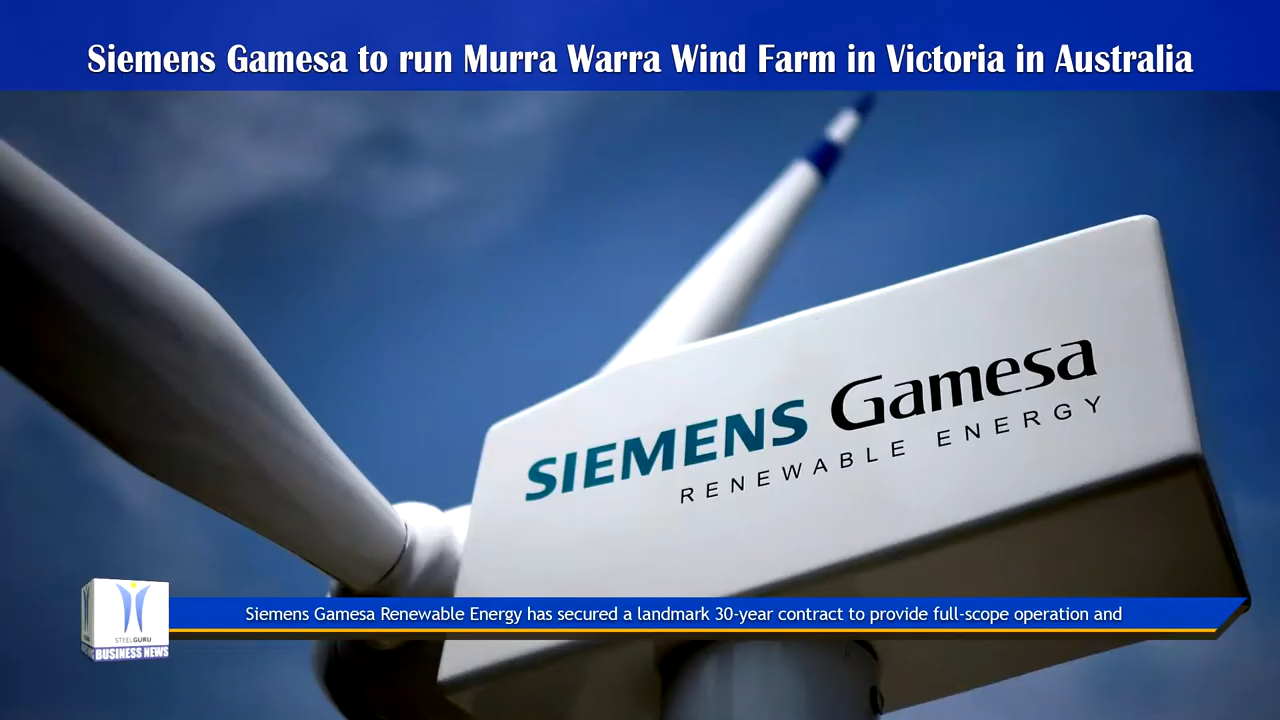 Siemens Gamesa to run Murra Warra Wind Farm in Victoria in Australia
SIEMENS Gamesa
RENEWABLE ENERGY
Siemens Gamesa Renewable Energy has secured a landmark 30-year contract to provide full-scope operation and
STEELGURU
BUSINESS NEWS